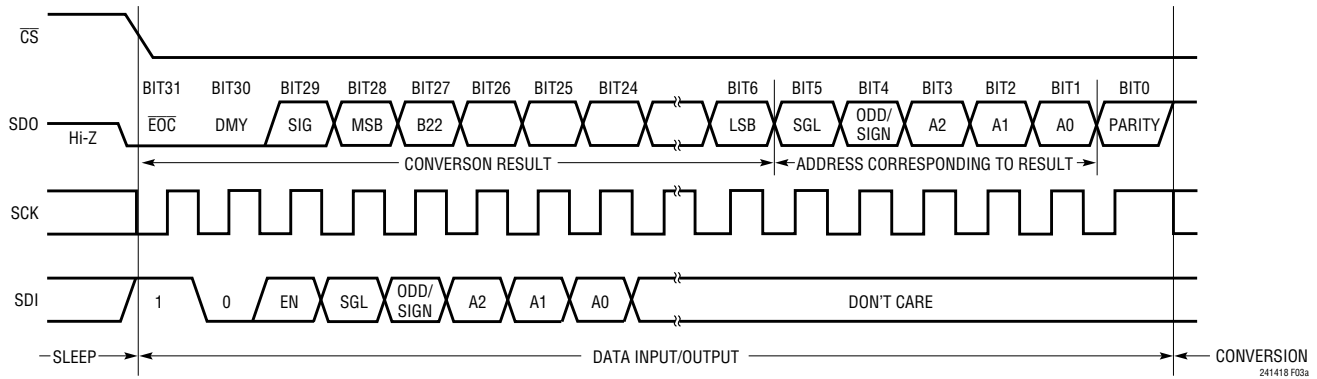 CS
BIT31 BIT30 BIT29 BIT28 BIT27 BIT26 BIT25 BIT24 BIT6 BIT5 BIT4 BIT3 BIT2 BIT1 BIT0
SDO Hi-Z EOC DMY SIG MSB B22 LSB SGL ODD/SIGN A2 A1 A0 PARITY
CONVERSON RESULT ADDRESS CORRESPONDING TO RESULT
SCK
SDI 1 0 EN SGL ODD/SIGN A2 A1 A0 DON'T CARE
SLEEP DATA INPUT/OUTPUT CONVERSION
241418 F03a